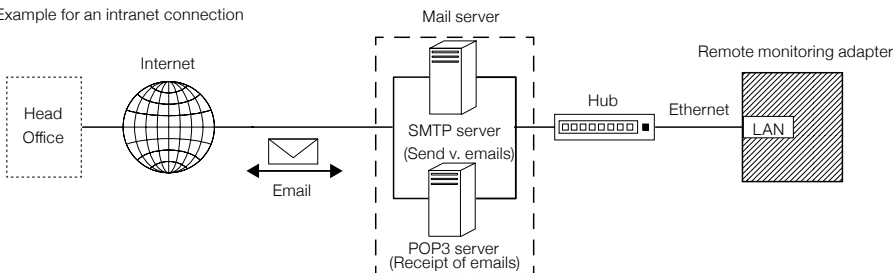 Example for an intranet connection
Mail server
Remote monitoring adapter
Internet
Head
Office
Hub
Ethernet
LAN
SMTP server
(Send v. emails)
Email
POP3 server
(Receipt of emails)